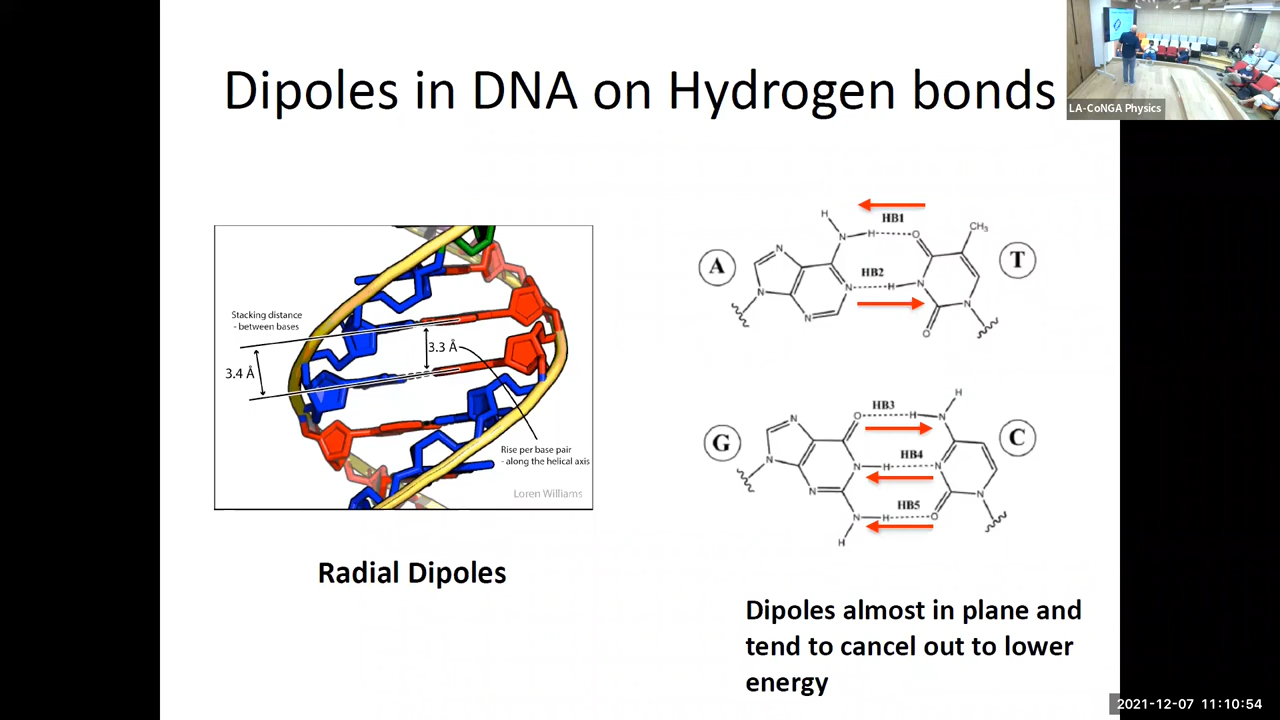 Dipoles in DNA on Hydrogen bonds
LA-CoNGA Physics
Stacking distance
- between bases
3.4 Å
3.3 Å
Rise per base pair
- along the helical axis
Loren Williams
Radial Dipoles
A
T
H
N
H
HB1
O
CH₃
N
N
N
N
HB2
H
N
O
G
C
N
N
O
HB3
H
N
H
N
H
HB4
N
N
N
H
H
HB5
O
N
Dipoles almost in plane and
tend to cancel out to lower
energy
2021-12-07 11:10:54